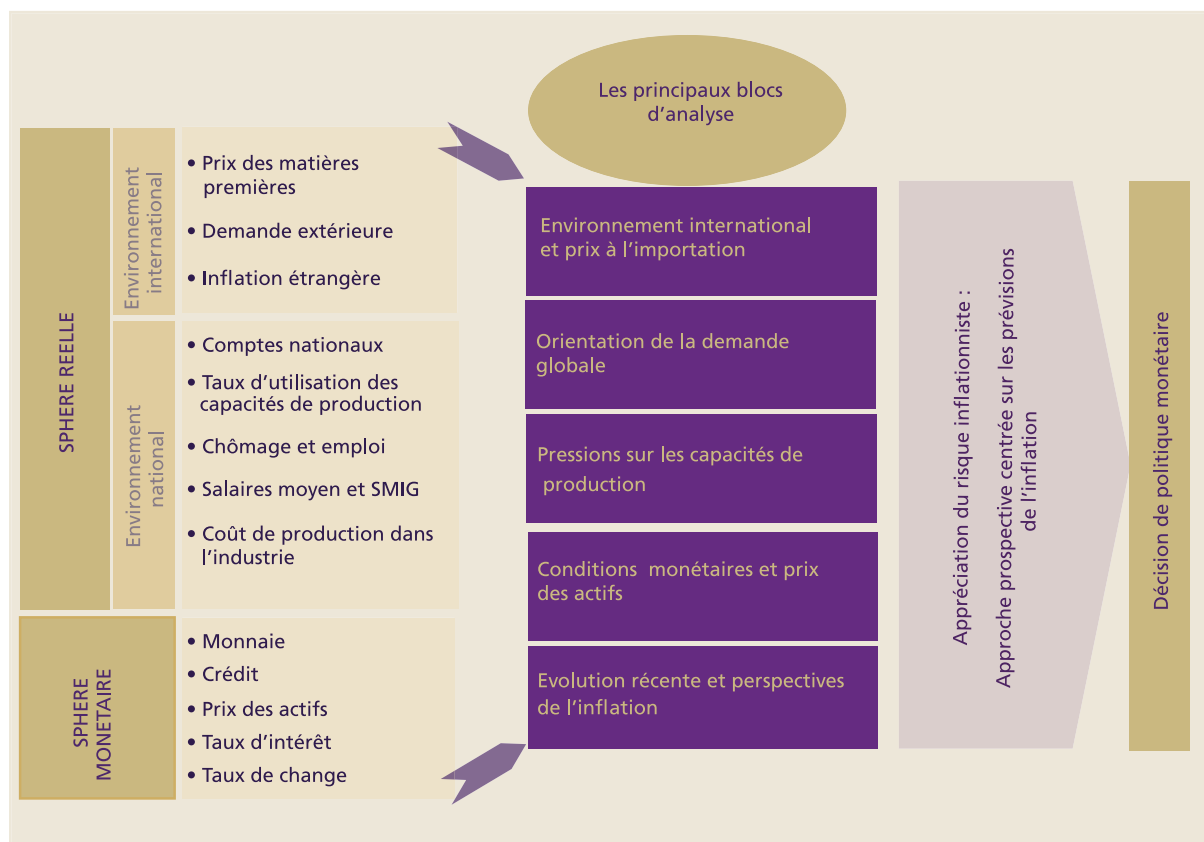 Les principaux blocs
d'analyse
SPHERE REELLE
Environnement
international
• Prix des matières
premières
• Demande extérieure
• Inflation étrangère
Environnement
national
• Comptes nationaux
• Taux d'utilisation des
capacités de production
• Chômage et emploi
• Salaires moyen et SMIG
• Coût de production dans
l'industrie
SPHERE
MONETAIRE
• Monnaie
• Crédit
• Prix des actifs
• Taux d'intérêt
• Taux de change
Environnement international
et prix à l'importation
Orientation de la demande
globale
Pressions sur les capacités de
production
Conditions monétaires et prix
des actifs
Evolution récente et perspectives
de l'inflation
Appréciation du risque inflationniste :
Approche prospective centrée sur les prévisions
de l'inflation
Décision de politique monétaire